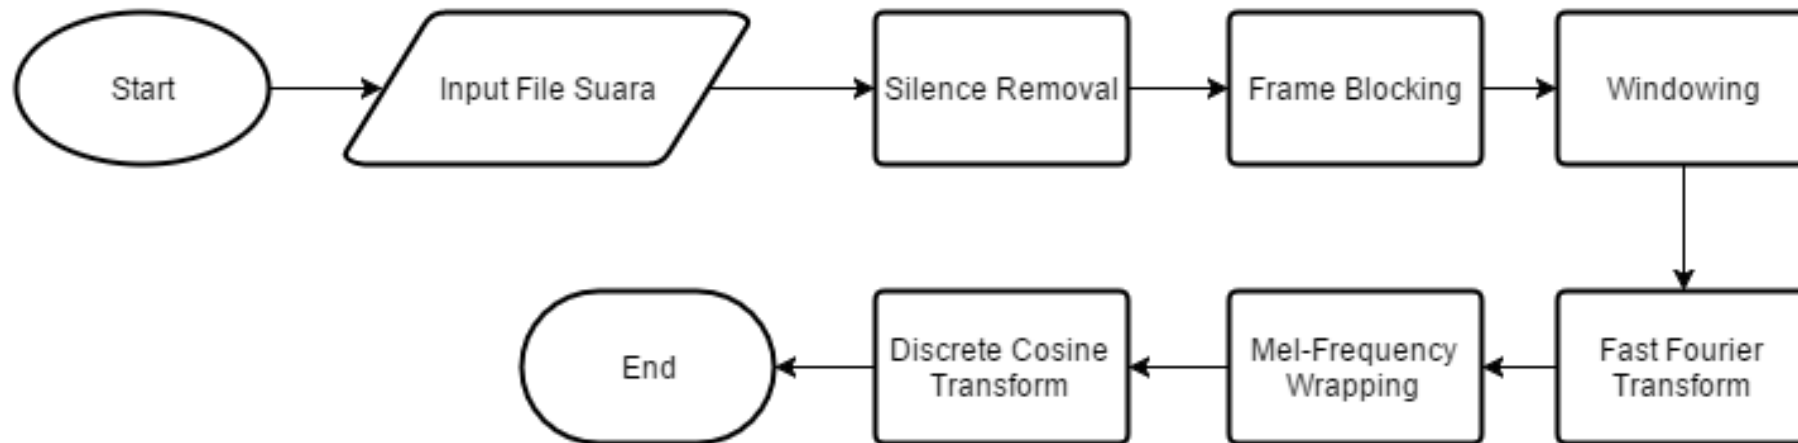 Start
Input File Suara
Silence Removal
Frame Blocking
Windowing
Fast Fourier
Transform
Mel-Frequency
Wrapping
Discrete Cosine
Transform
End